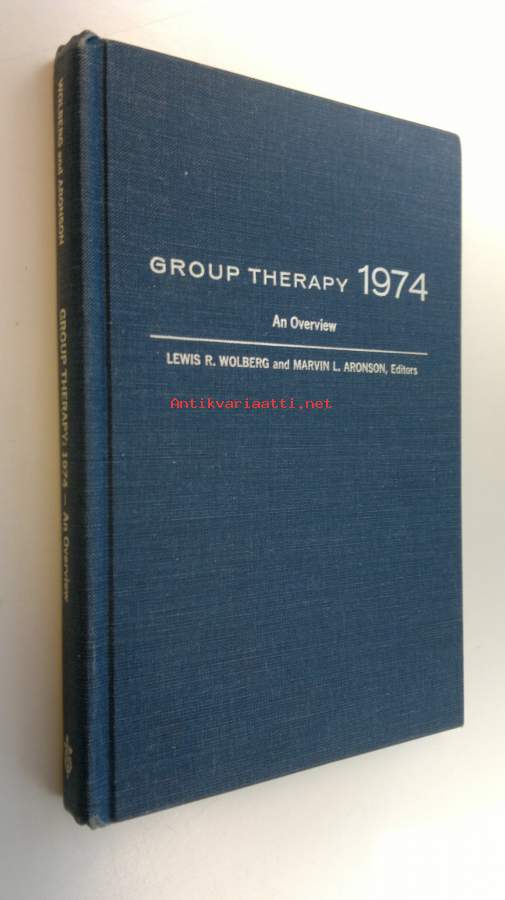 GROUP THERAPY 1974
An Overview
LEWIS R. WOLBERG and MARVIN L. ARONSON, Editors
Antikvariaatti.net
WOLBERG and ARONSON
GROUP THERAPY: 1974 — An Overview